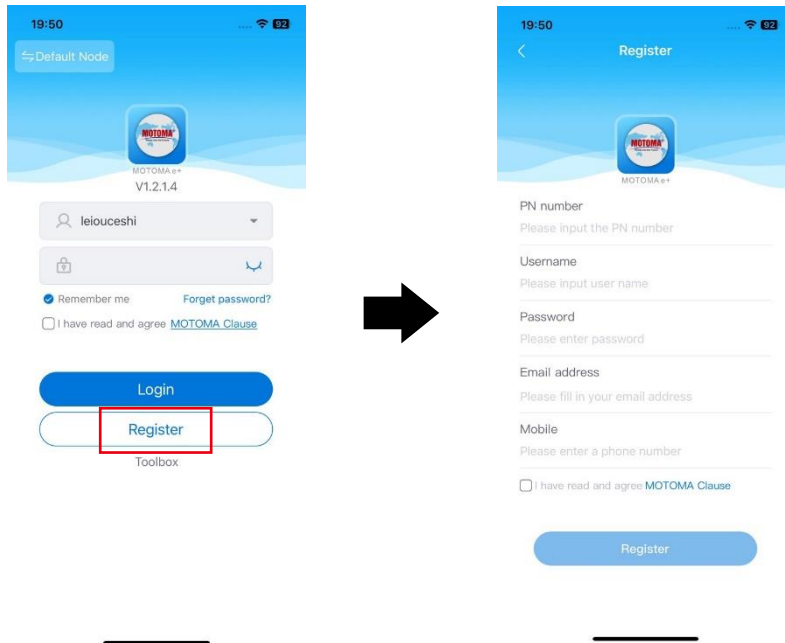 19:50
92
Default Node
MOTOMA
MOTOMA e+
V1.2.1.4
leiouceshi
Remember me Forget password?
I have read and agree MOTOMA Clause
Login
Register
Toolbox
19:50
92
Register
MOTOMA
MOTOMA e+
PN number
Please input the PN number
Username
Please input user name
Password
Please enter password
Email address
Please fill in your email address
Mobile
Please enter a phone number
I have read and agree MOTOMA Clause
Register